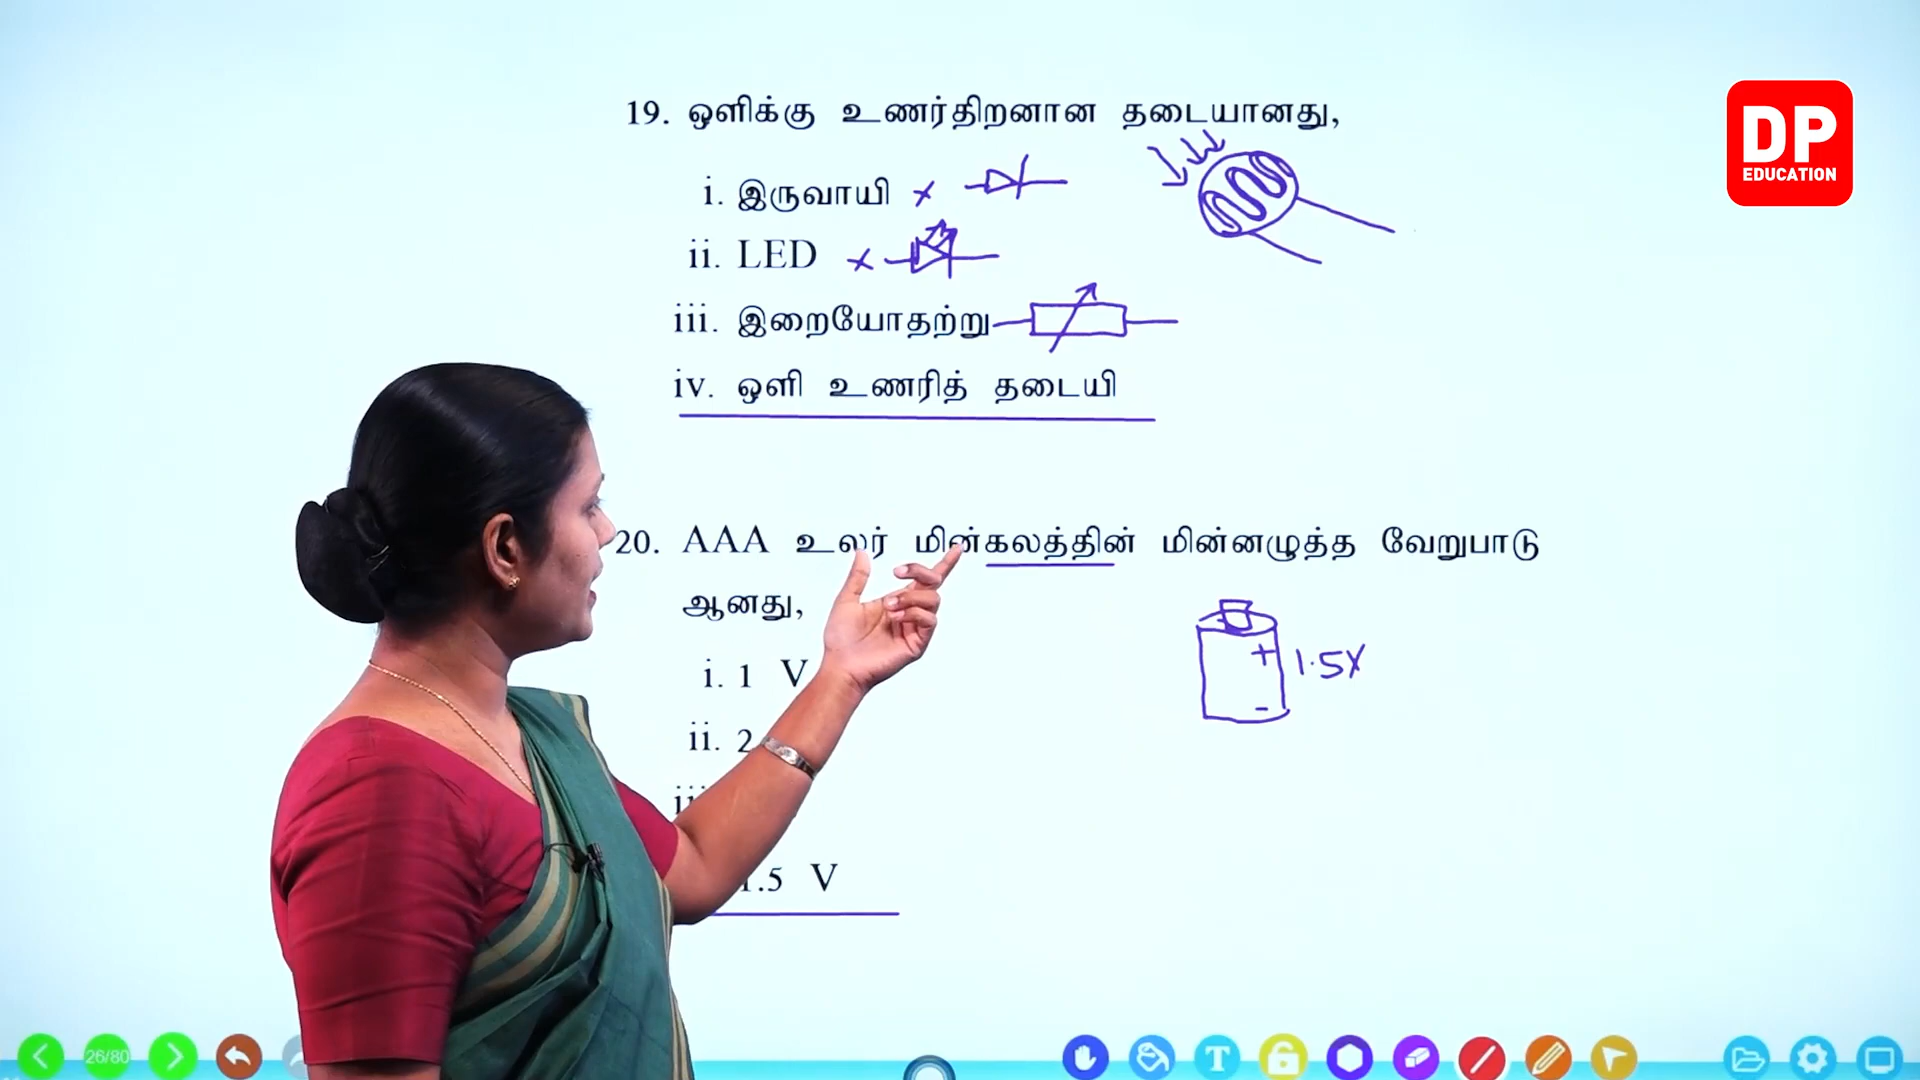 DP
EDUCATION
19. ஒளிக்கு உணர்திறனான தடையானது,
i. இருவாயி x
ii. LED x
iii. இறையோதற்று
iv. ஒளி உணரித் தடையி
20. AAA உலர் மின்கலத்தின் மின்னழுத்த வேறுபாடு
ஆனது,
+ 1.5V
-
i. 1 V
ii. 2
1.5 V
26/80
T